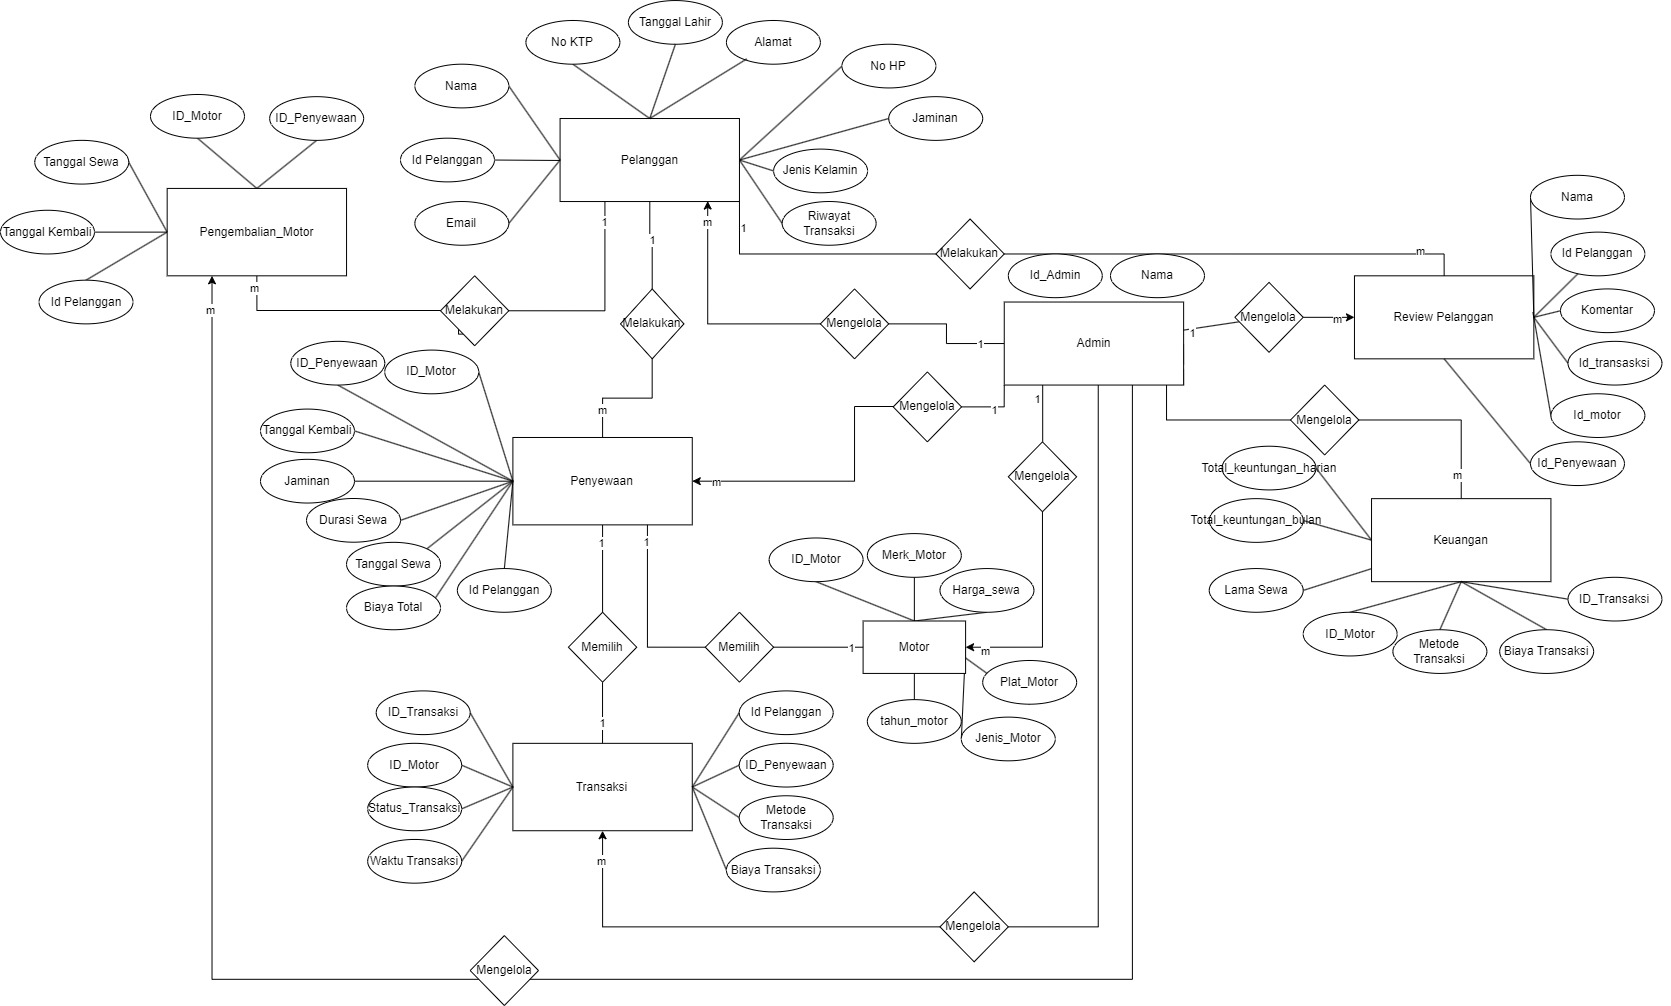 Tanggal Lahir
No KTP
Alamat
No HP
Nama
Jaminan
ID_Motor
ID_Penyewaan
Tanggal Sewa
Id Pelanggan
Pelanggan
Jenis Kelamin
Nama
Email
Riwayat
Transaksi
1
m
1
1
Tanggal Kembali
Pengembalian_Motor
Melakukan
m
Id Pelanggan
Id_Admin
Nama
Id Pelanggan
m
m
Melakukan
Melakukan
Mengelola
1
Admin
1
Mengelola
m
Review Pelanggan
Komentar
ID_Penyewaan
ID_Motor
Id_transasksi
m
Mengelola
1
1
Mengelola
Id_motor
Tanggal Kembali
Id_Penyewaan
Total_keuntungan_harian
m
Jaminan
Penyewaan
m
Mengelola
Durasi Sewa
Total_keuntungan_bulan
Keuangan
1
1
Tanggal Sewa
ID_Motor
Merk_Motor
Id Pelanggan
Harga_sewa
Lama Sewa
ID_Transaksi
Biaya Total
ID_Motor
Metode
Transaksi
Biaya Transaksi
Memilih
Memilih
1
Motor
m
Plat_Motor
ID_Transaksi
1
Id Pelanggan
tahun_motor
Jenis_Motor
ID_Motor
ID_Penyewaan
Transaksi
Status_Transaksi
Metode
Transaksi
Waktu Transaksi
m
Biaya Transaksi
Mengelola
Mengelola